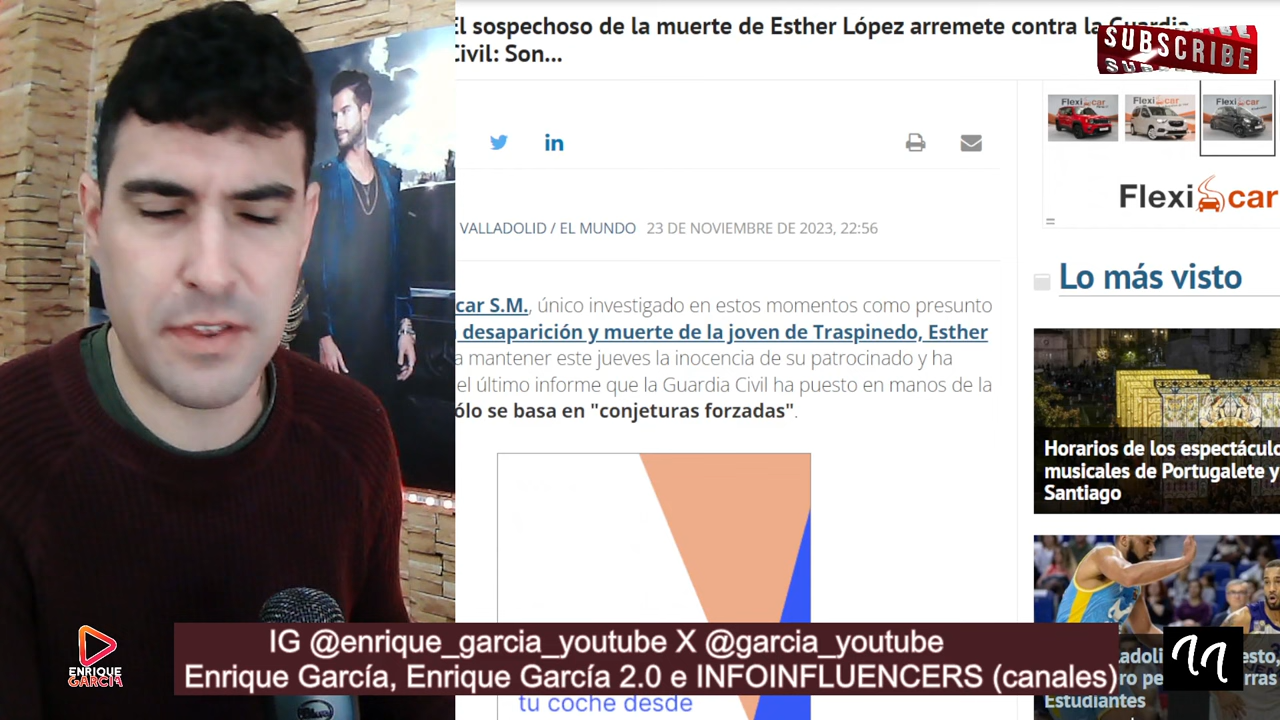 El sospechoso de la muerte de Esther López arremete contra la Guardia
Civil: Son...
SUBSCRIBE
Flexicar
Flexicar
Flexicar
in
Flexicar
VALLADOLID / EL MUNDO 23 DE NOVIEMBRE DE 2023, 22:56
Lo más visto
car S.M., único investigado en estos momentos como presunto
desaparición y muerte de la joven de Traspinedo, Esther
a mantener este jueves la inocencia de su patrocinado y ha
el último informe que la Guardia Civil ha puesto en manos de la
ólo se basa en "conjeturas forzadas".
Horarios de los espectáculo
musicales de Portugalete y
Santiago
IG @enrique_garcia_youtube X @garcia_youtube
Enrique García, Enrique García 2.0 e INFOINFLUENCERS (canales)
ENRIQUE
GARCÍA
Estudiantes
tu coche desde